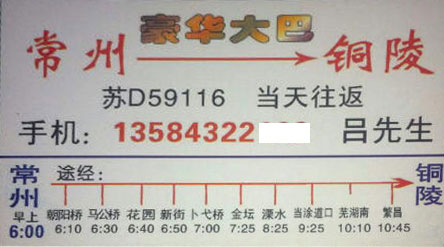 豪华大巴
常州 → 铜陵
苏D59116 当天往返
手机：13584322 吕先生
常州 途经： 铜陵
早上
6:00
朝阳桥 马公桥 花园 新街 卜弋桥 金坛 溧水 当涂道口 芜湖南 繁昌
6:10 6:30 6:40 6:50 7:00 7:25 8:25 9:25 10:10 10:45